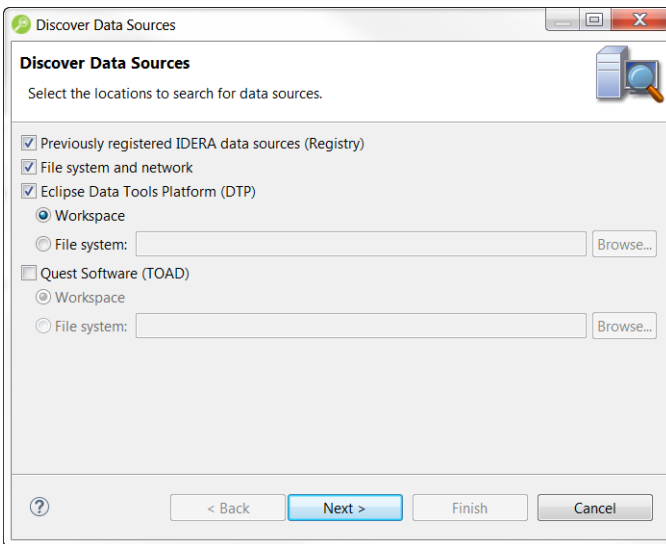 Discover Data Sources
Discover Data Sources
Select the locations to search for data sources.
Previously registered IDERA data sources (Registry)
File system and network
Eclipse Data Tools Platform (DTP)
Workspace
File system: Browse...
Quest Software (TOAD)
Workspace
File system: Browse...
? < Back Next > Finish Cancel